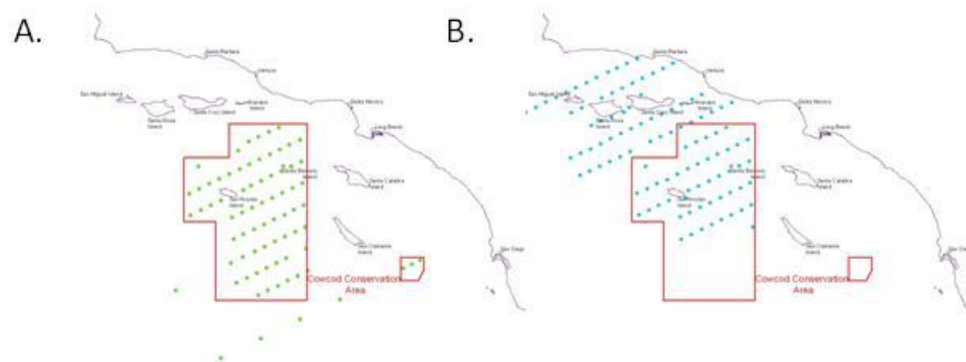 A.
Santa Barbara
Ventura
San Miguel Island
Santa Rosa
Island
Santa Cruz Island
Anacapa
Island
Santa Monica
Long Beach
Santa Barbara
Island
Santa Catalina
Island
San Nicolas
Island
San Clemente
Island
San Diego
Cowcod Conservation
Area
B.
Santa Barbara
Ventura
San Miguel Island
Santa Rosa
Island
Santa Cruz Island
Anacapa
Island
Santa Monica
Long Beach
Santa Barbara
Island
Santa Catalina
Island
San Nicolas
Island
San Clemente
Island
San Die
Cowcod Conservation
Area